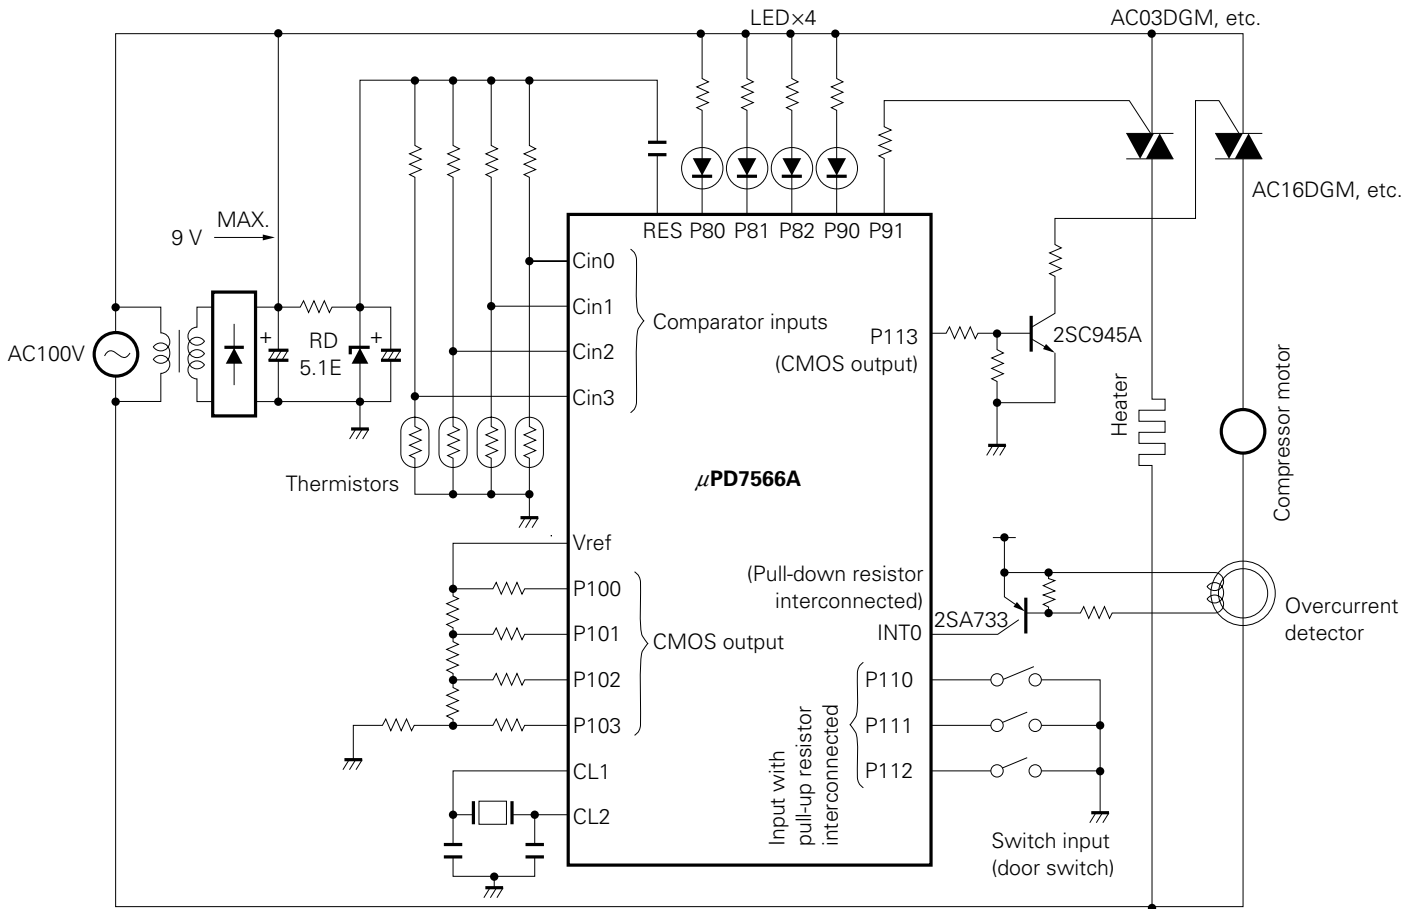 LED×4
AC03DGM, etc.
AC16DGM, etc.
MAX.
9 V
RES P80 P81 P82 P90 P91
Cin0
Cin1
Cin2
Cin3
Comparator inputs
P113
(CMOS output)
2SC945A
AC100V
RD
5.1E
+
+
Heater
Compressor motor
Thermistors
μPD7566A
Vref
P100
P101
P102
P103
CMOS output
(Pull-down resistor
interconnected)
INT0
2SA733
Overcurrent
detector
P110
P111
P112
Input with
pull-up resistor
interconnected
CL1
CL2
Switch input
(door switch)